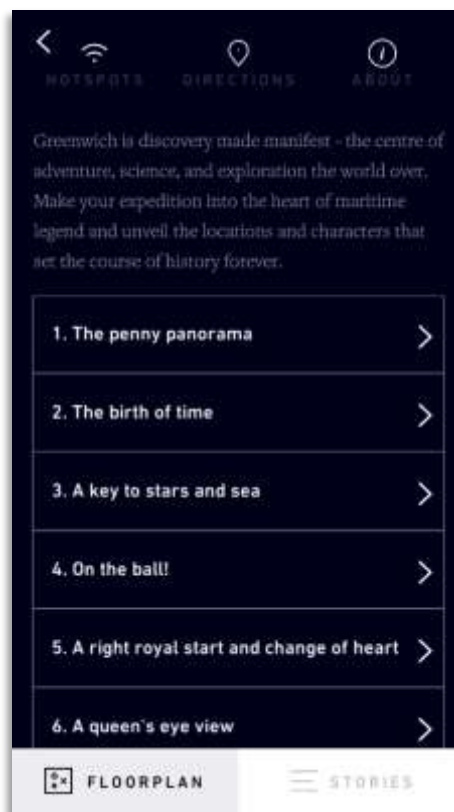 HOTSPOTS DIRECTIONS ABOUT
Greenwich is discovery made manifest - the centre of
adventure, science, and exploration the world over.
Make your expedition into the heart of maritime
legend and unveil the locations and characters that
set the course of history forever.
1. The penny panorama
2. The birth of time
3. A key to stars and sea
4. On the ball!
5. A right royal start and change of heart
6. A queen's eye view
FLOORPLAN STORIES